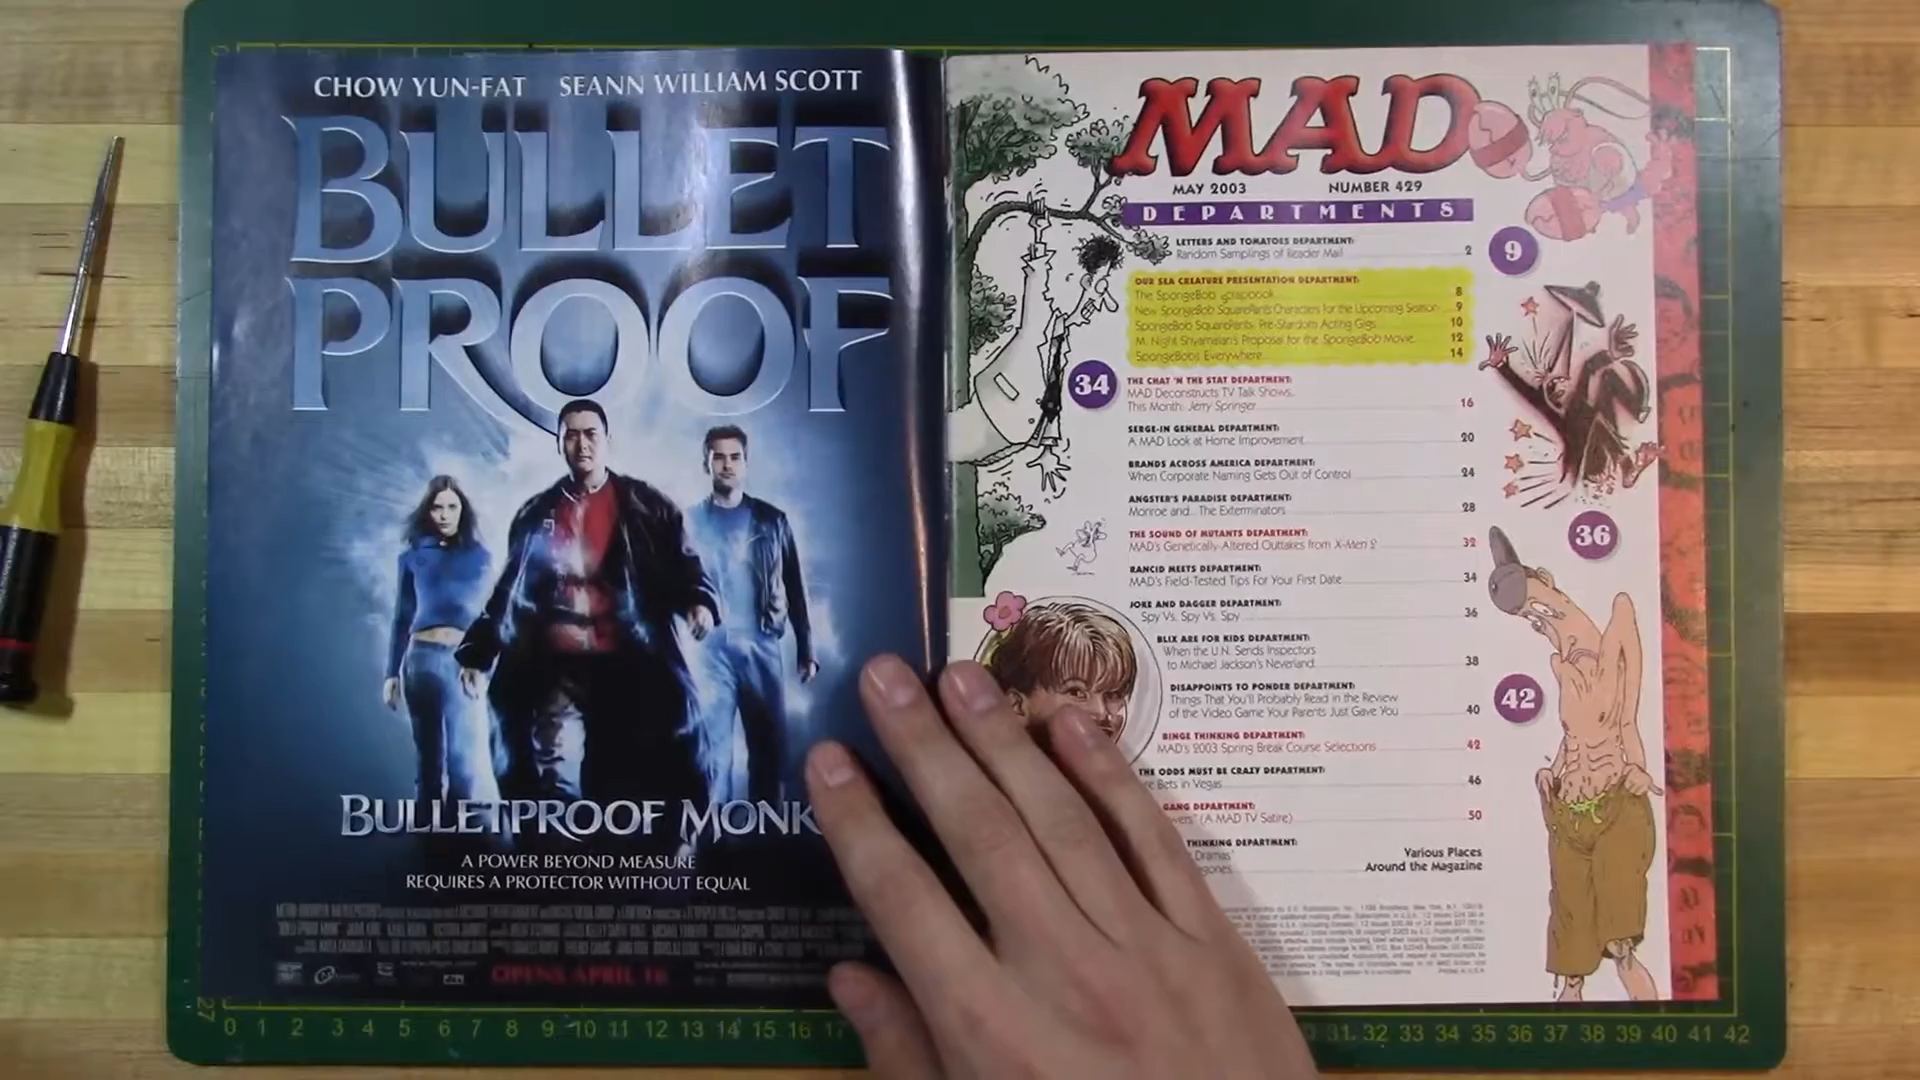 CHOW YUN-FAT SEANN WILLIAM SCOTT
BULLET
PROOF
BULLETPROOF MONK
A POWER BEYOND MEASURE
REQUIRES A PROTECTOR WITHOUT EQUAL
OPENS APRIL 16
MAD
MAY 2003 NUMBER 429
DEPARTMENTS
LETTERS AND TOMATOES DEPARTMENT:
Random Samplings of Reader Mail 2
9
OUR SEA CREATURE PRESENTATION DEPARTMENT:
The SpongeBob Scrapbook 8
New SpongeBob SquarePants Characters for the Upcoming Season 9
SpongeBob SquarePants' Pre-Stardom Acting Gigs 10
M. Night Shyamalan's Proposal for the SpongeBob Movie 12
SpongeBobs Everywhere 14
34
THE CHAT 'N THE STAT DEPARTMENT:
MAD Deconstructs TV Talk Shows,
This Month: Jerry Springer 16
SERGE-IN GENERAL DEPARTMENT:
A MAD Look at Home Improvement 20
BRANDS ACROSS AMERICA DEPARTMENT:
When Corporate Naming Gets Out of Control 24
ANGSTER'S PARADISE DEPARTMENT:
Monroe and... The Exterminators 28
THE SOUND OF MUTANTS DEPARTMENT:
MAD's Genetically-Altered Outtakes from X-Men 2 32
36
RANCID MEETS DEPARTMENT:
MAD's Field-Tested Tips For Your First Date 34
JOKE AND DAGGER DEPARTMENT:
Spy Vs. Spy Vs. Spy 36
BLIX ARE FOR KIDS DEPARTMENT:
When the U.N. Sends Inspectors
to Michael Jackson's Neverland 38
42
DISAPPOINTS TO PONDER DEPARTMENT:
Things That You'll Probably Read in the Review
of the Video Game Your Parents Just Gave You 40
BINGE THINKING DEPARTMENT:
MAD's 2003 Spring Break Course Selections 42
THE ODDS MUST BE CRAZY DEPARTMENT:
Bets in Vegas 46
GANG DEPARTMENT:
(A MAD TV Satire) 50
THINKING DEPARTMENT:
Dramas" Various Places
Around the Magazine
0 1 2 3 4 5 6 7 8 9 10 11 12 13 14 15 16 31 32 33 34 35 36 37 38 39 40 41 42